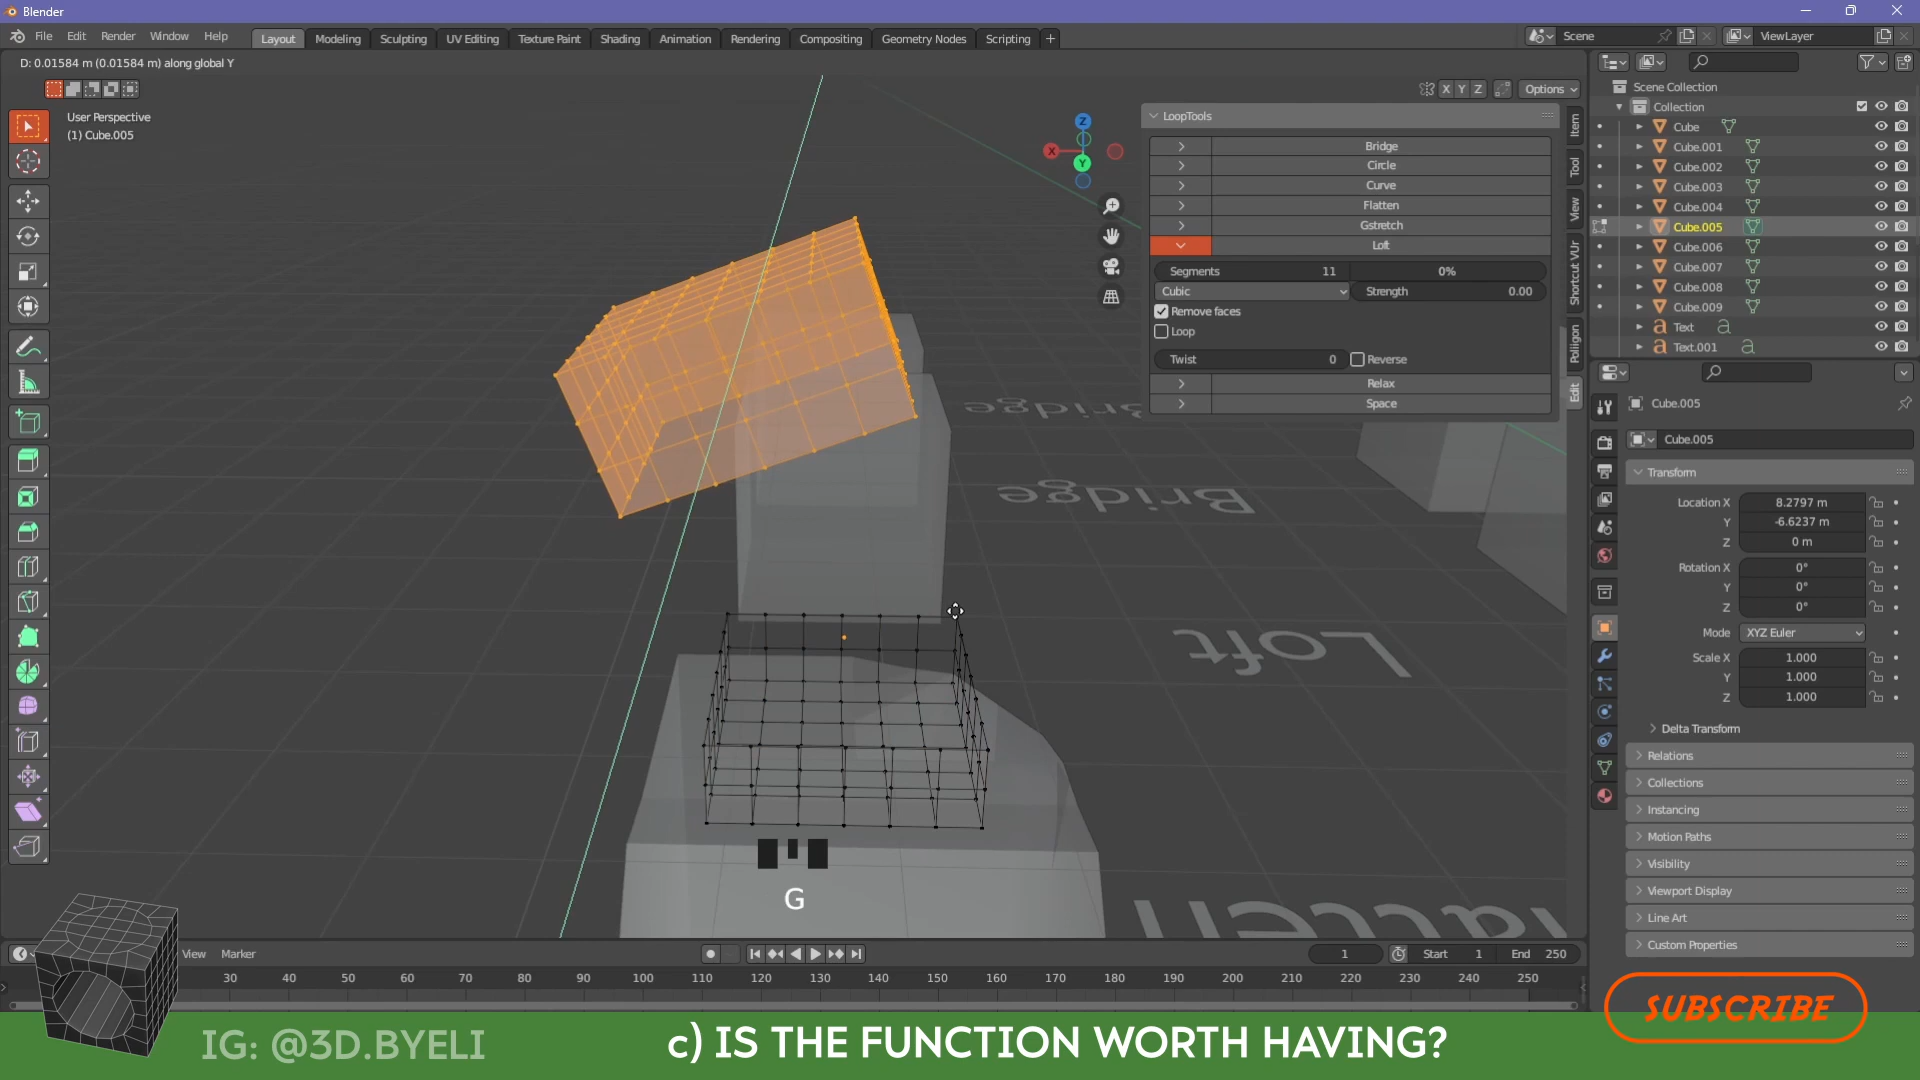 Blender
File Edit Render Window Help
Layout Modeling Sculpting UV Editing Texture Paint Shading Animation Rendering Compositing Geometry Nodes Scripting +
Scene
ViewLayer
D: 0.01584 m (0.01584 m) along global Y
X Y Z
Options
User Perspective
(1) Cube.005
Z
X
Y
LoopTools
Bridge
Circle
Curve
Flatten
Gstretch
Loft
Segments 11 0%
Cubic Strength 0.00
Remove faces
Loop
Twist 0 Reverse
Relax
Space
Item
Tool
View
Shortcut VUr
Poliigon
Edit
Scene Collection
Collection
Cube
Cube.001
Cube.002
Cube.003
Cube.004
Cube.005
Cube.006
Cube.007
Cube.008
Cube.009
Text
Text.001
Cube.005
Cube.005
Transform
Location X 8.2797 m
Y -6.6237 m
Z 0 m
Rotation X 0°
Y 0°
Z 0°
Mode XYZ Euler
Scale X 1.000
Y 1.000
Z 1.000
Delta Transform
Relations
Collections
Instancing
Motion Paths
Visibility
Viewport Display
Line Art
Custom Properties
Bridge
Loft
G
View Marker
1 Start 1 End 250
30 40 50 60 70 80 90 100 110 120 130 140 150 160 170 180 190 200 210 220 230 240 250
SUBSCRIBE
IG: @3D.BYELI
c) IS THE FUNCTION WORTH HAVING?